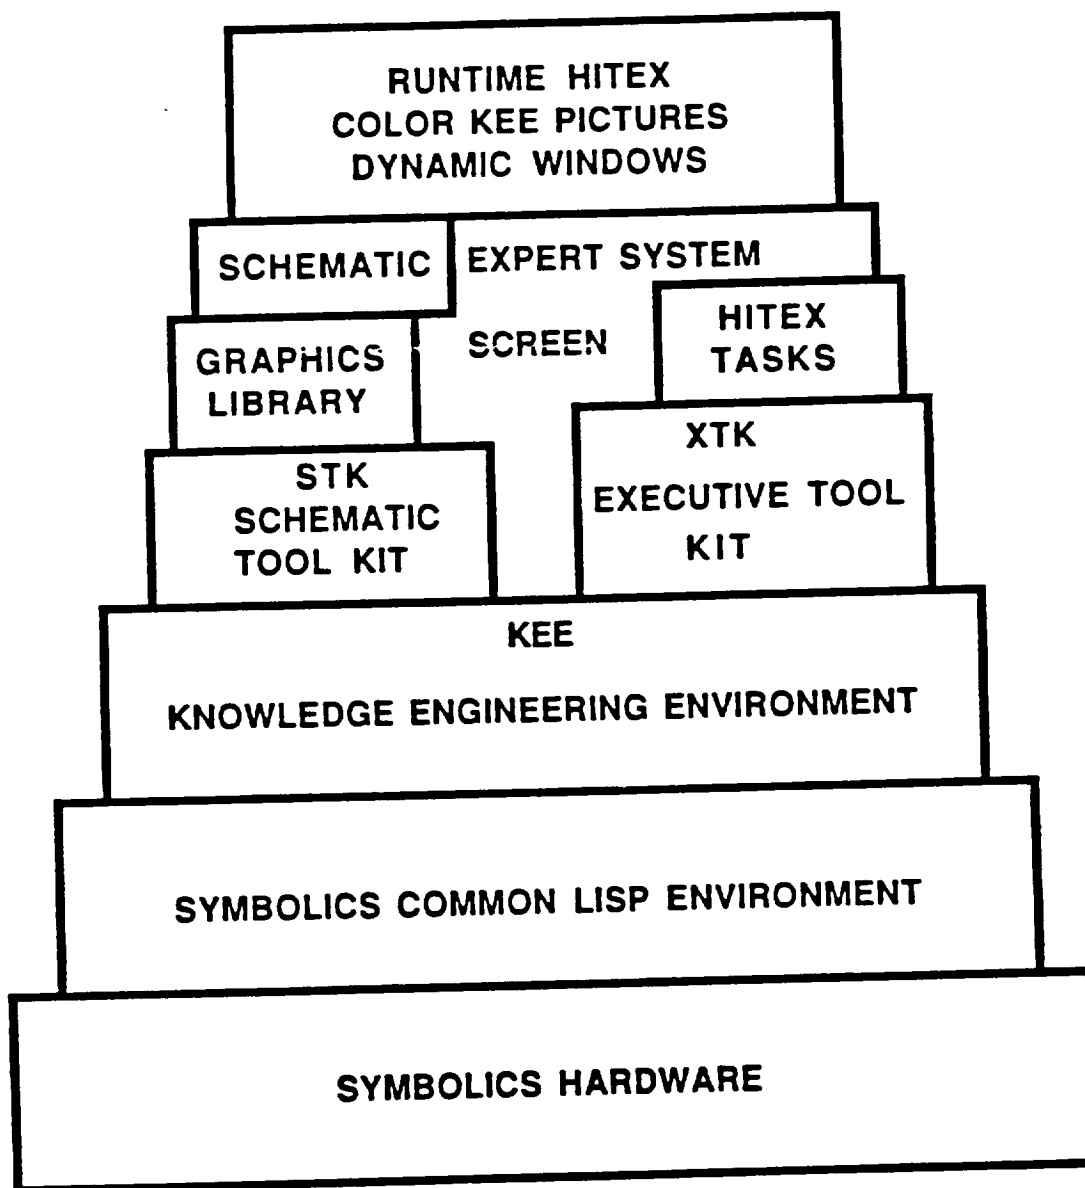 RUNTIME HITEX
COLOR KEE PICTURES
DYNAMIC WINDOWS
SCHEMATIC
EXPERT SYSTEM
SCREEN
HITEX
TASKS
GRAPHICS
LIBRARY
STK
SCHEMATIC
TOOL KIT
XTK
EXECUTIVE TOOL
KIT
KEE
KNOWLEDGE ENGINEERING ENVIRONMENT
SYMBOLICS COMMON LISP ENVIRONMENT
SYMBOLICS HARDWARE